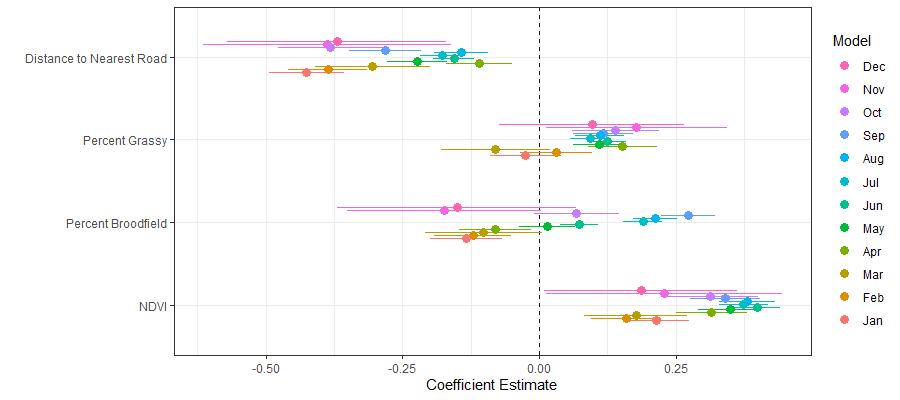 Distance to Nearest Road
Percent Grassy
Percent Broodfield
NDVI
-0.50
-0.25
0.00
0.25
Coefficient Estimate
Model
Dec
Nov
Oct
Sep
Aug
Jul
Jun
May
Apr
Mar
Feb
Jan